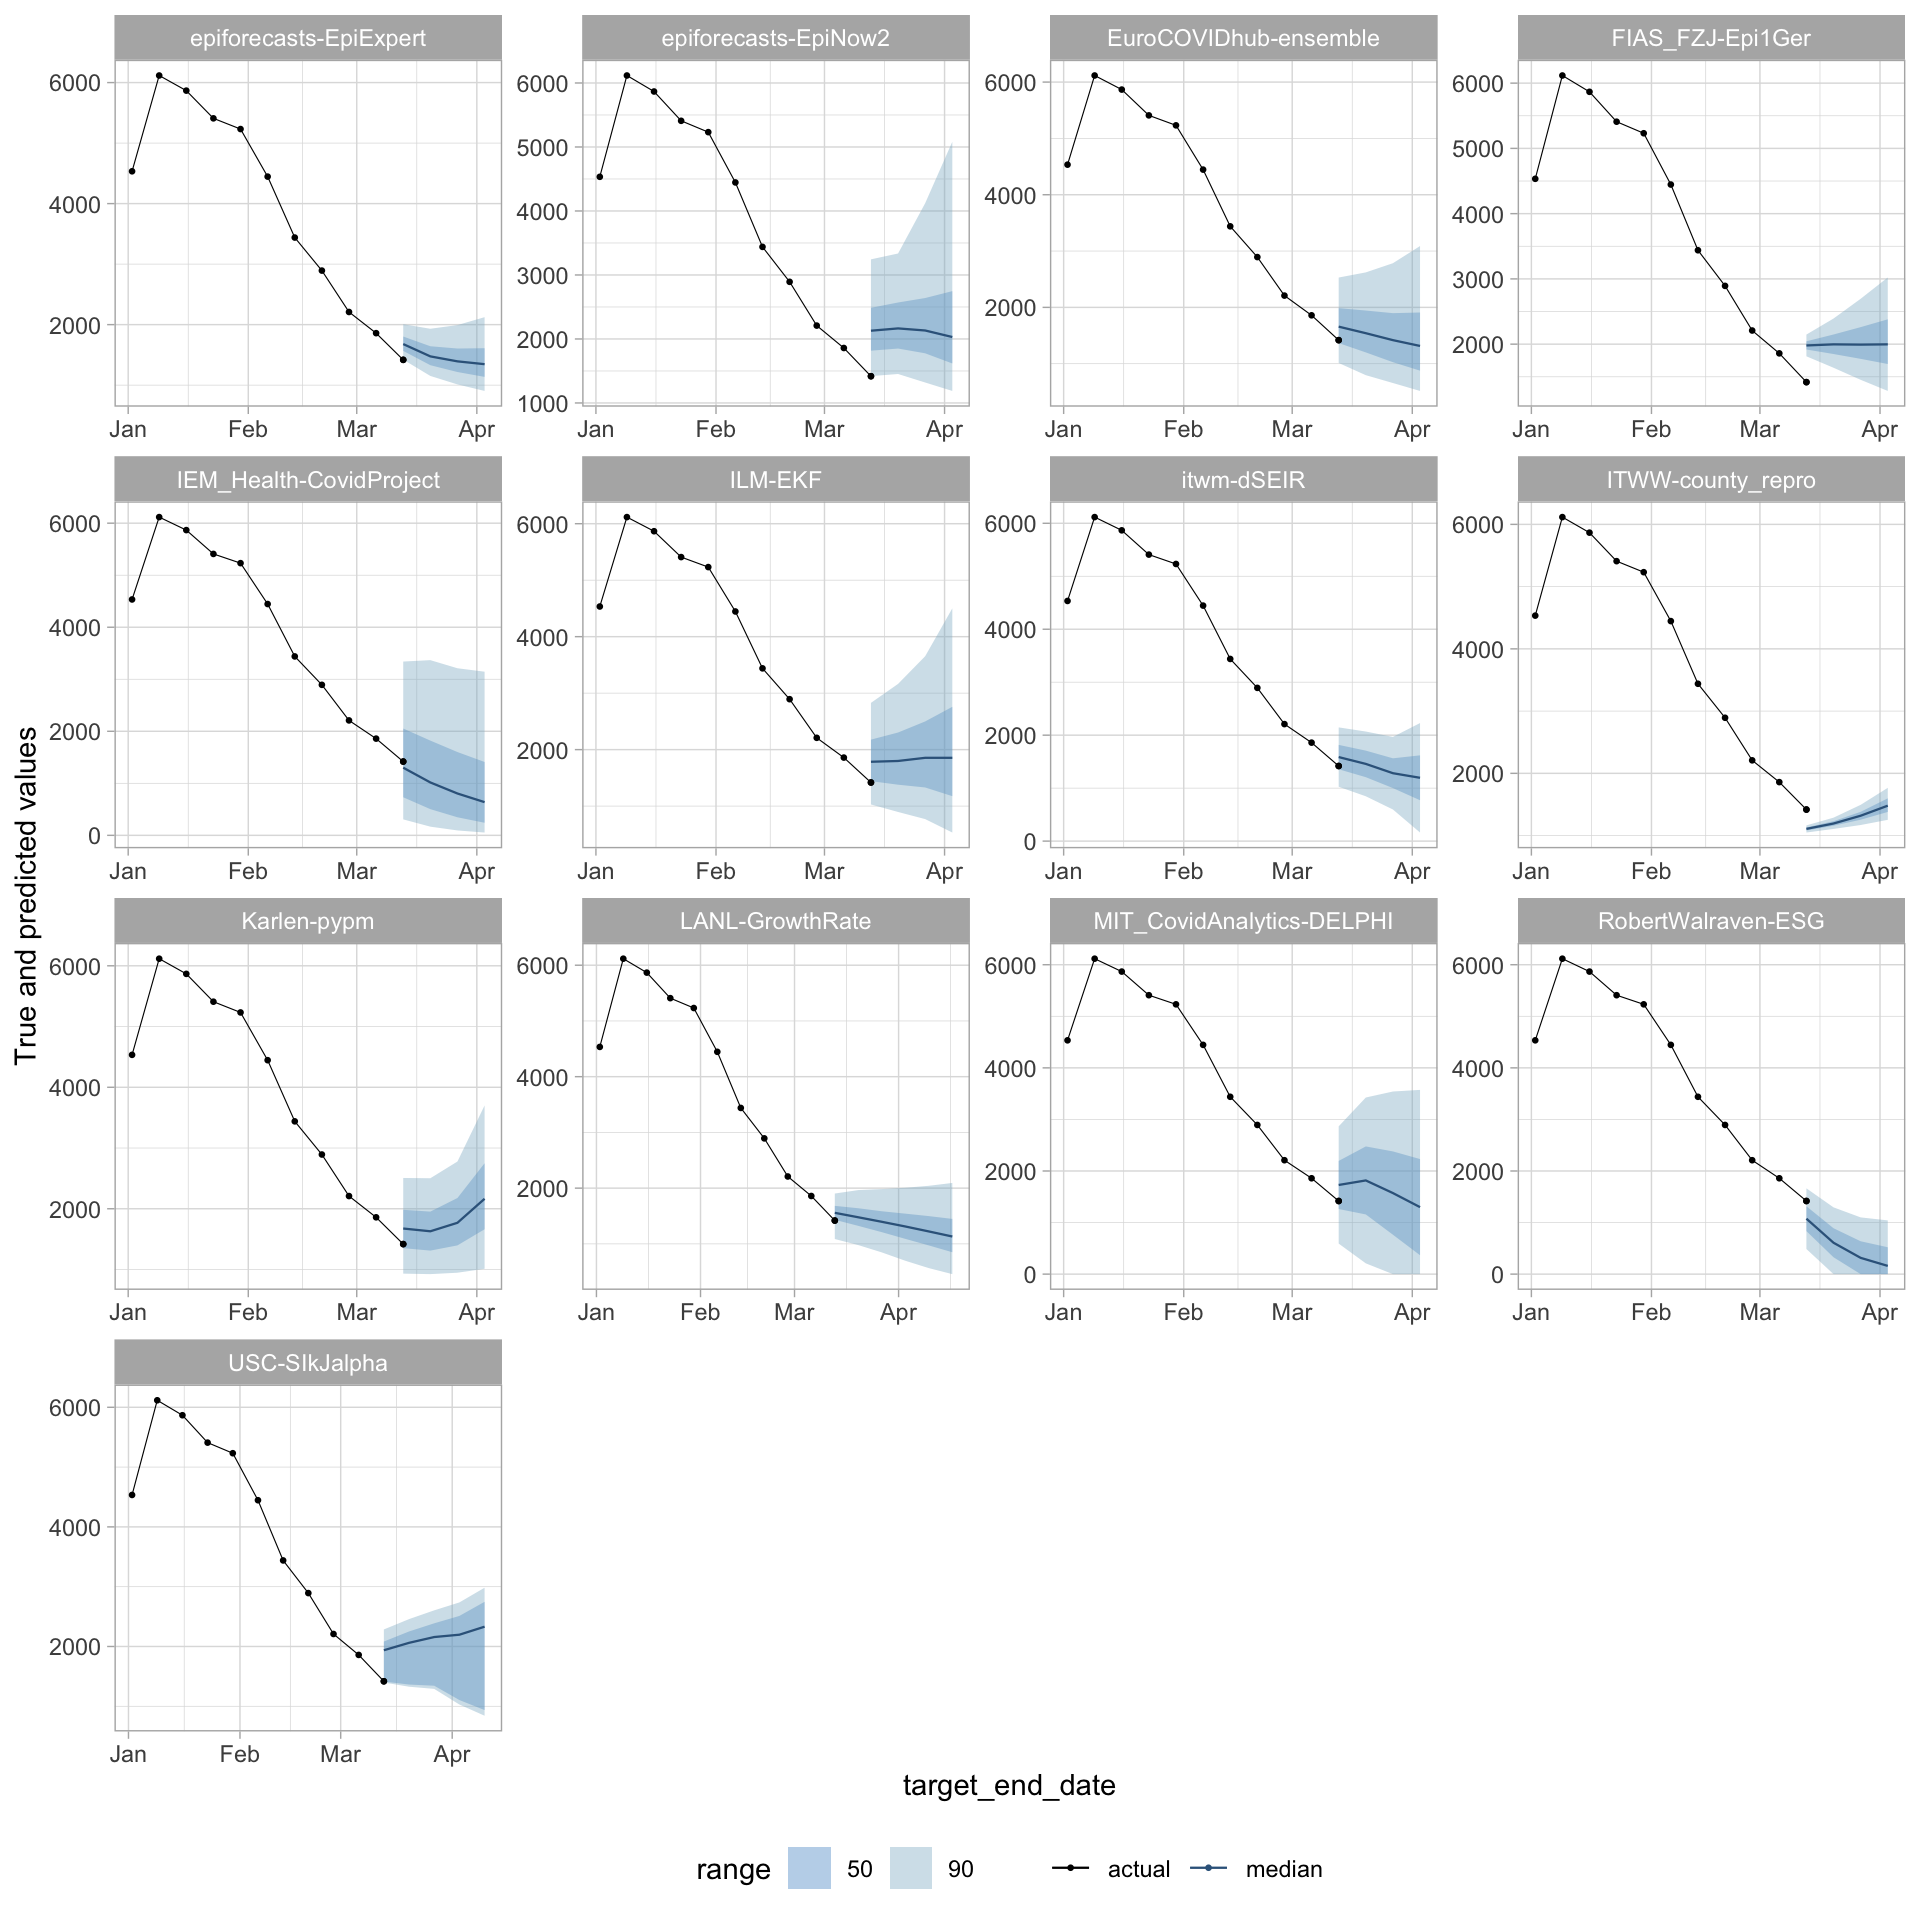 epiforecasts-EpiExpert
epiforecasts-EpiNow2
EuroCOVIDhub-ensemble
FIAS_FZJ-Epi1Ger
6000
4000
2000
Jan Feb Mar Apr
6000
5000
4000
3000
2000
1000
Jan Feb Mar Apr
6000
4000
2000
Jan Feb Mar Apr
6000
5000
4000
3000
2000
Jan Feb Mar Apr
IEM_Health-CovidProject
ILM-EKF
itwm-dSEIR
ITWW-county_repro
6000
4000
2000
0
Jan Feb Mar Apr
6000
4000
2000
Jan Feb Mar Apr
6000
4000
2000
0
Jan Feb Mar Apr
6000
4000
2000
Jan Feb Mar Apr
True and predicted values
Karlen-pypm
LANL-GrowthRate
MIT_CovidAnalytics-DELPHI
RobertWalraven-ESG
6000
4000
2000
Jan Feb Mar Apr
6000
4000
2000
Jan Feb Mar Apr
6000
4000
2000
0
Jan Feb Mar Apr
6000
4000
2000
0
Jan Feb Mar Apr
USC-SIkJalpha
6000
4000
2000
Jan Feb Mar Apr
target_end_date
range 50 90 actual median